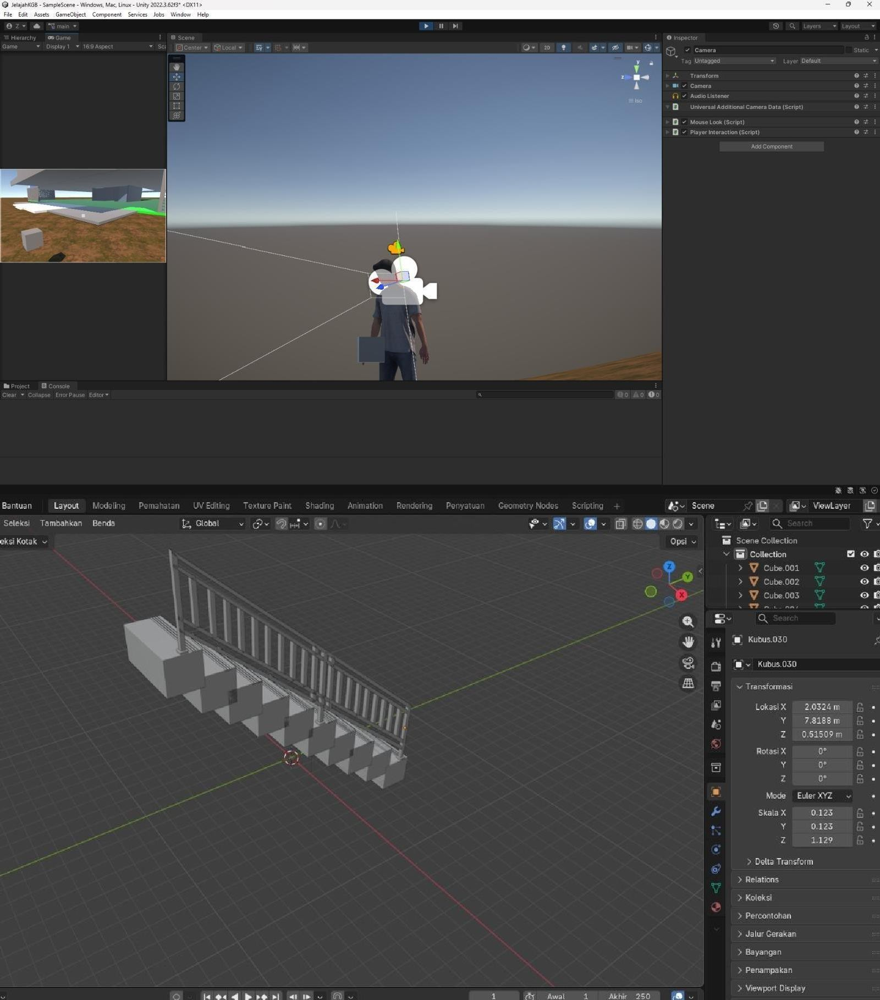 JelajahKGB - SampleScene - Windows, Mac, Linux - Unity 2022.3.62f3* <DX11>
File Edit Assets GameObject Component Services Jobs Window Help
Z main Layers Layout
Hierarchy Game Scene Inspector
Game Display 1 16:9 Aspect Sca Center Local 2D Camera Static
Tag Untagged Layer Default
y
z
Iso
Transform
Camera
Audio Listener
Universal Additional Camera Data (Script)
Mouse Look (Script)
Player Interaction (Script)
Add Component
Project Console
Clear Collapse Error Pause Editor 0 0 0
Bantuan Layout Modeling Pemahatan UV Editing Texture Paint Shading Animation Rendering Penyatuan Geometry Nodes Scripting + Scene ViewLayer
Seleksi Tambahkan Benda Global Search
eksi Kotak Opsi
Scene Collection
Collection
Cube.001
Cube.002
Cube.003
Z
Y
X
Search
Kubus.030
Kubus.030
Transformasi
Lokasi X 2.0324 m
Y 7.8188 m
Z 0.51509 m
Rotasi X 0°
Y 0°
Z 0°
Mode Euler XYZ
Skala X 0.123
Y 0.123
Z 1.129
Delta Transform
Relations
Koleksi
Percontohan
Jalur Gerakan
Bayangan
Penampakan
Viewport Display
1 Awal 1 Akhir 250